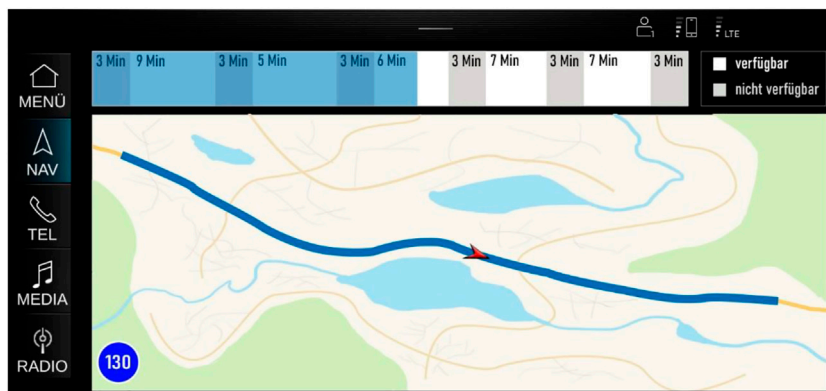 1
LTE
3 Min 9 Min 3 Min 5 Min 3 Min 6 Min 3 Min 7 Min 3 Min 7 Min 3 Min
verfügbar
nicht verfügbar
MENÜ
NAV
TEL
MEDIA
RADIO
130